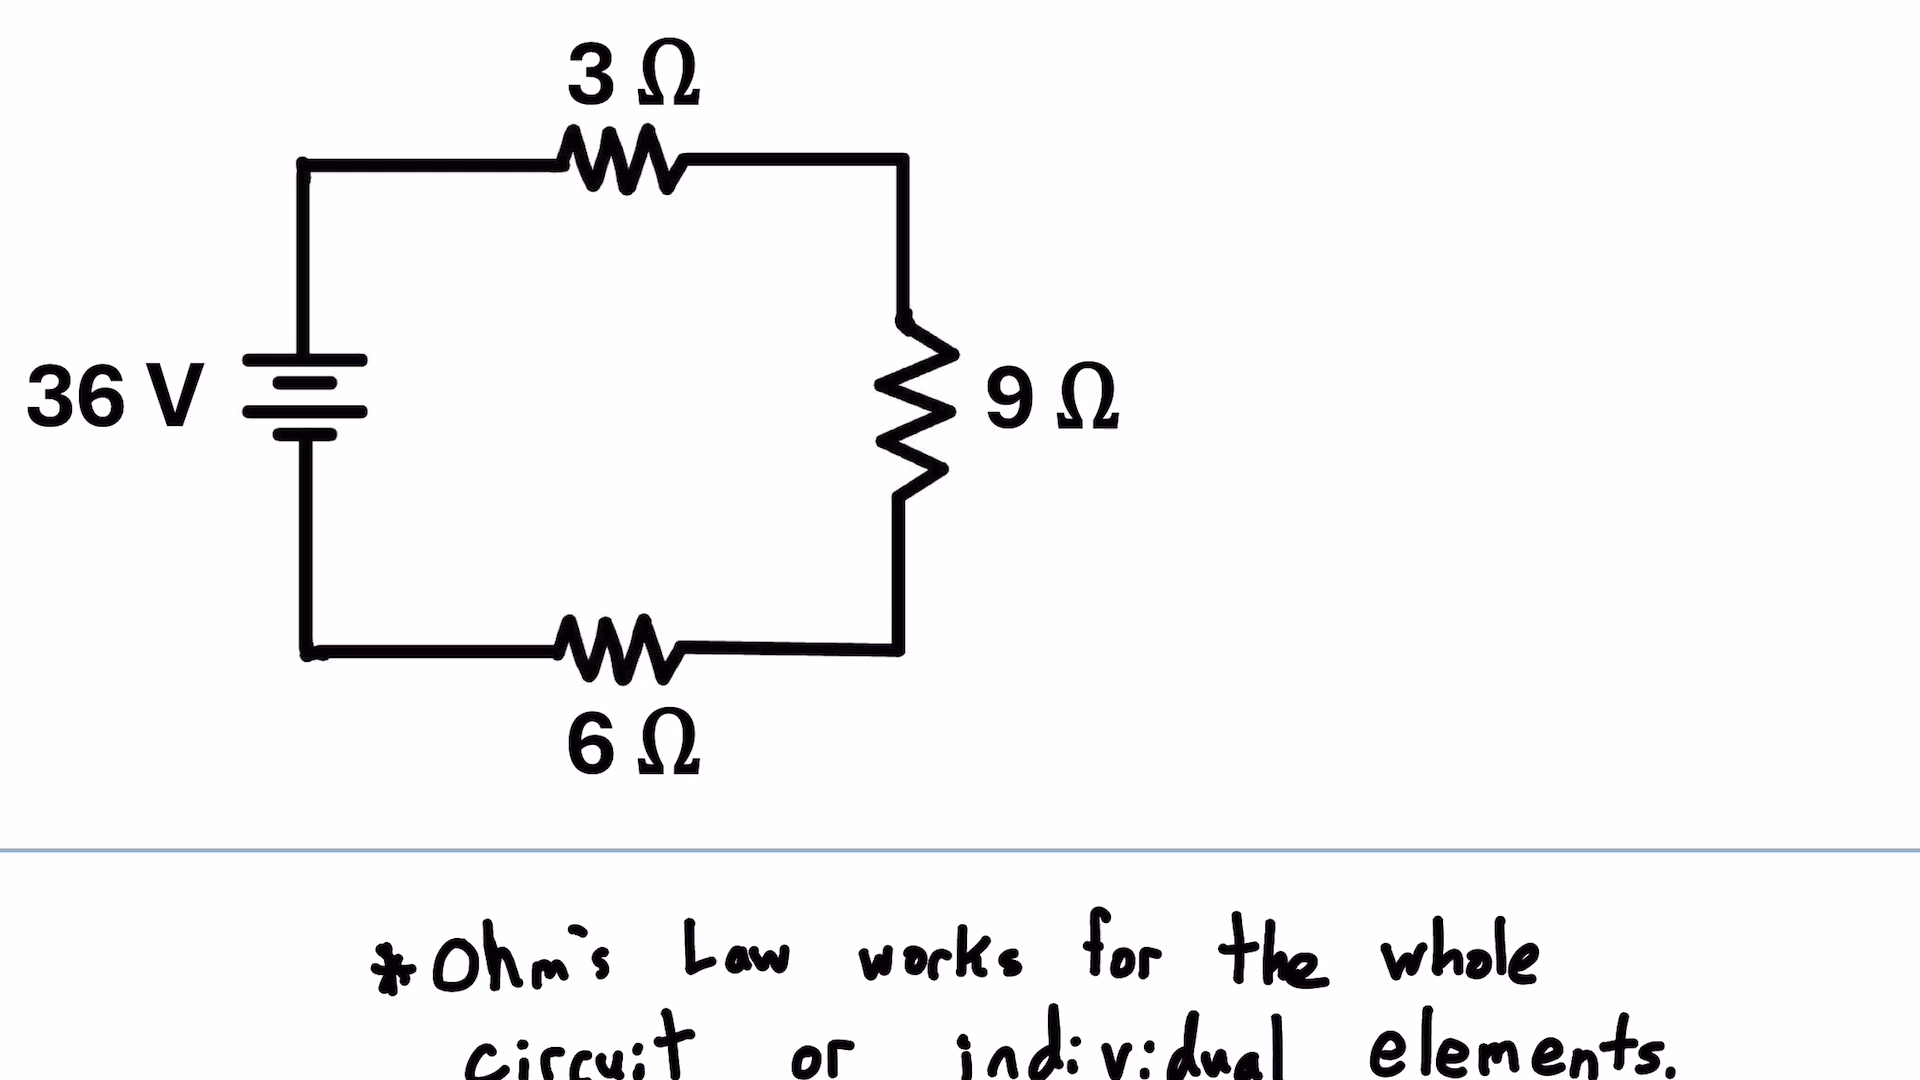 3 Ω
36 V
9 Ω
6 Ω
*Ohm's Law works for the whole
circuit or individual elements.